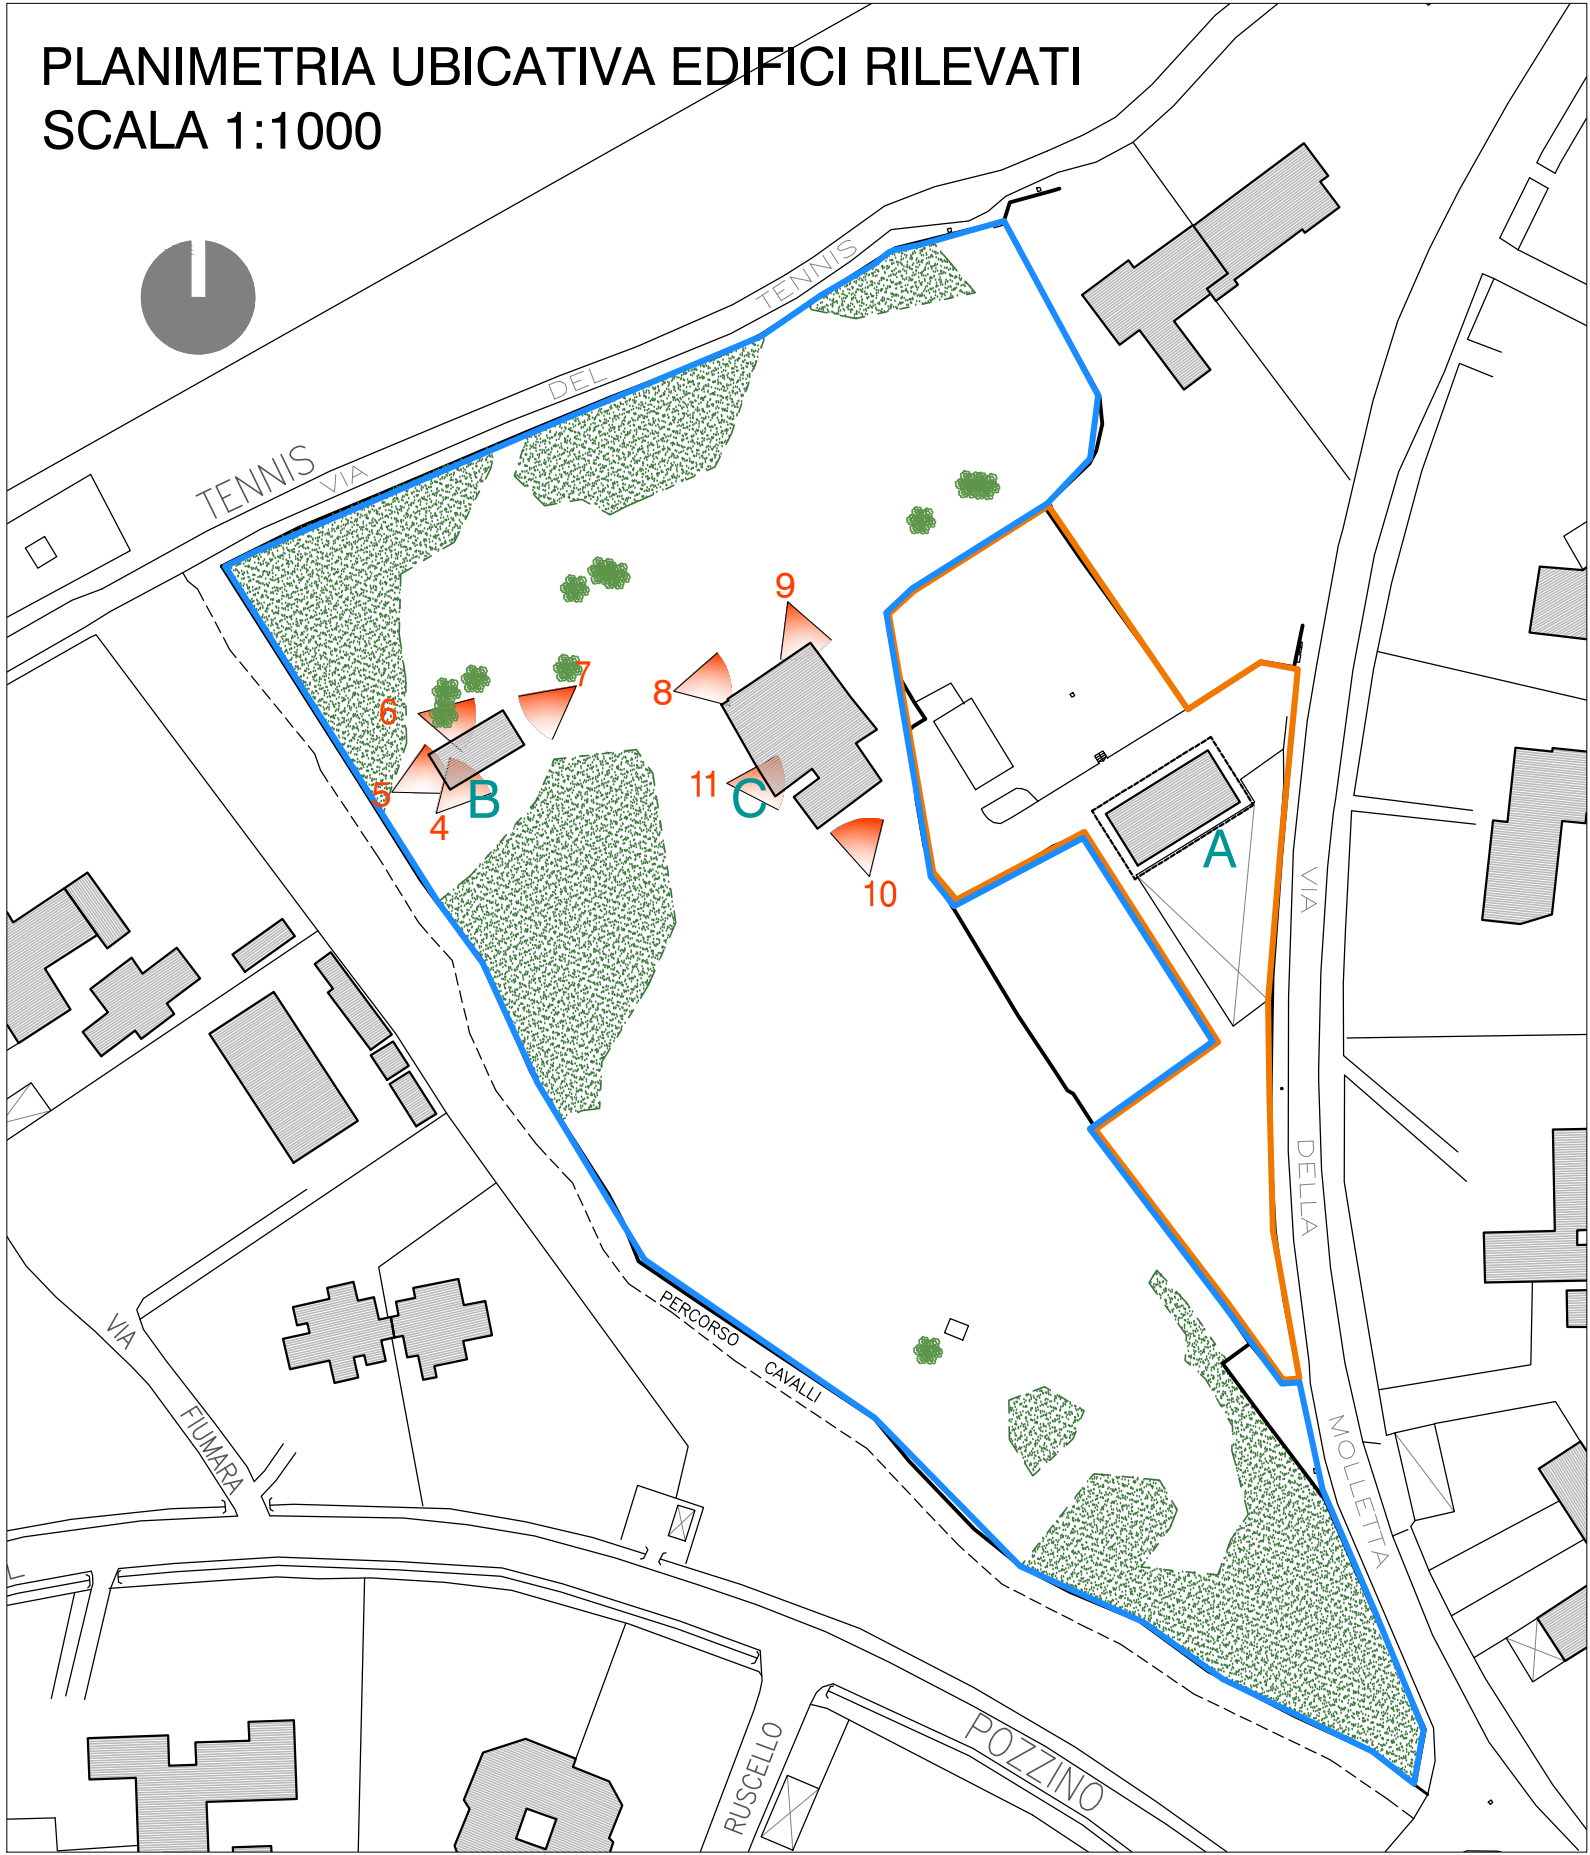 PLANIMETRIA UBICATIVA EDIFICI RILEVATI
SCALA 1:1000
TENNIS
VIA DEL TENNIS
9
8
7
6
5
4
B
11
C
10
A
VIA DELLA MOLLETTA
PERCORSO CAVALLI
VIA FIUMARA
L
POZZINO
RUSCELLO